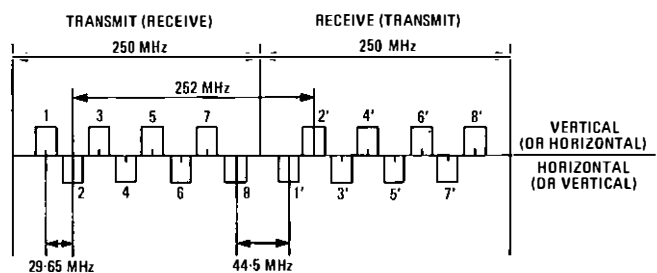 TRANSMIT (RECEIVE) RECEIVE (TRANSMIT)
250 MHz 250 MHz
252 MHz
1 3 5 7 2' 4' 6' 8'
VERTICAL
(OR HORIZONTAL)
HORIZONTAL
(OR VERTICAL)
2 4 6 8 1' 3' 5' 7'
29·65 MHz 44·5 MHz